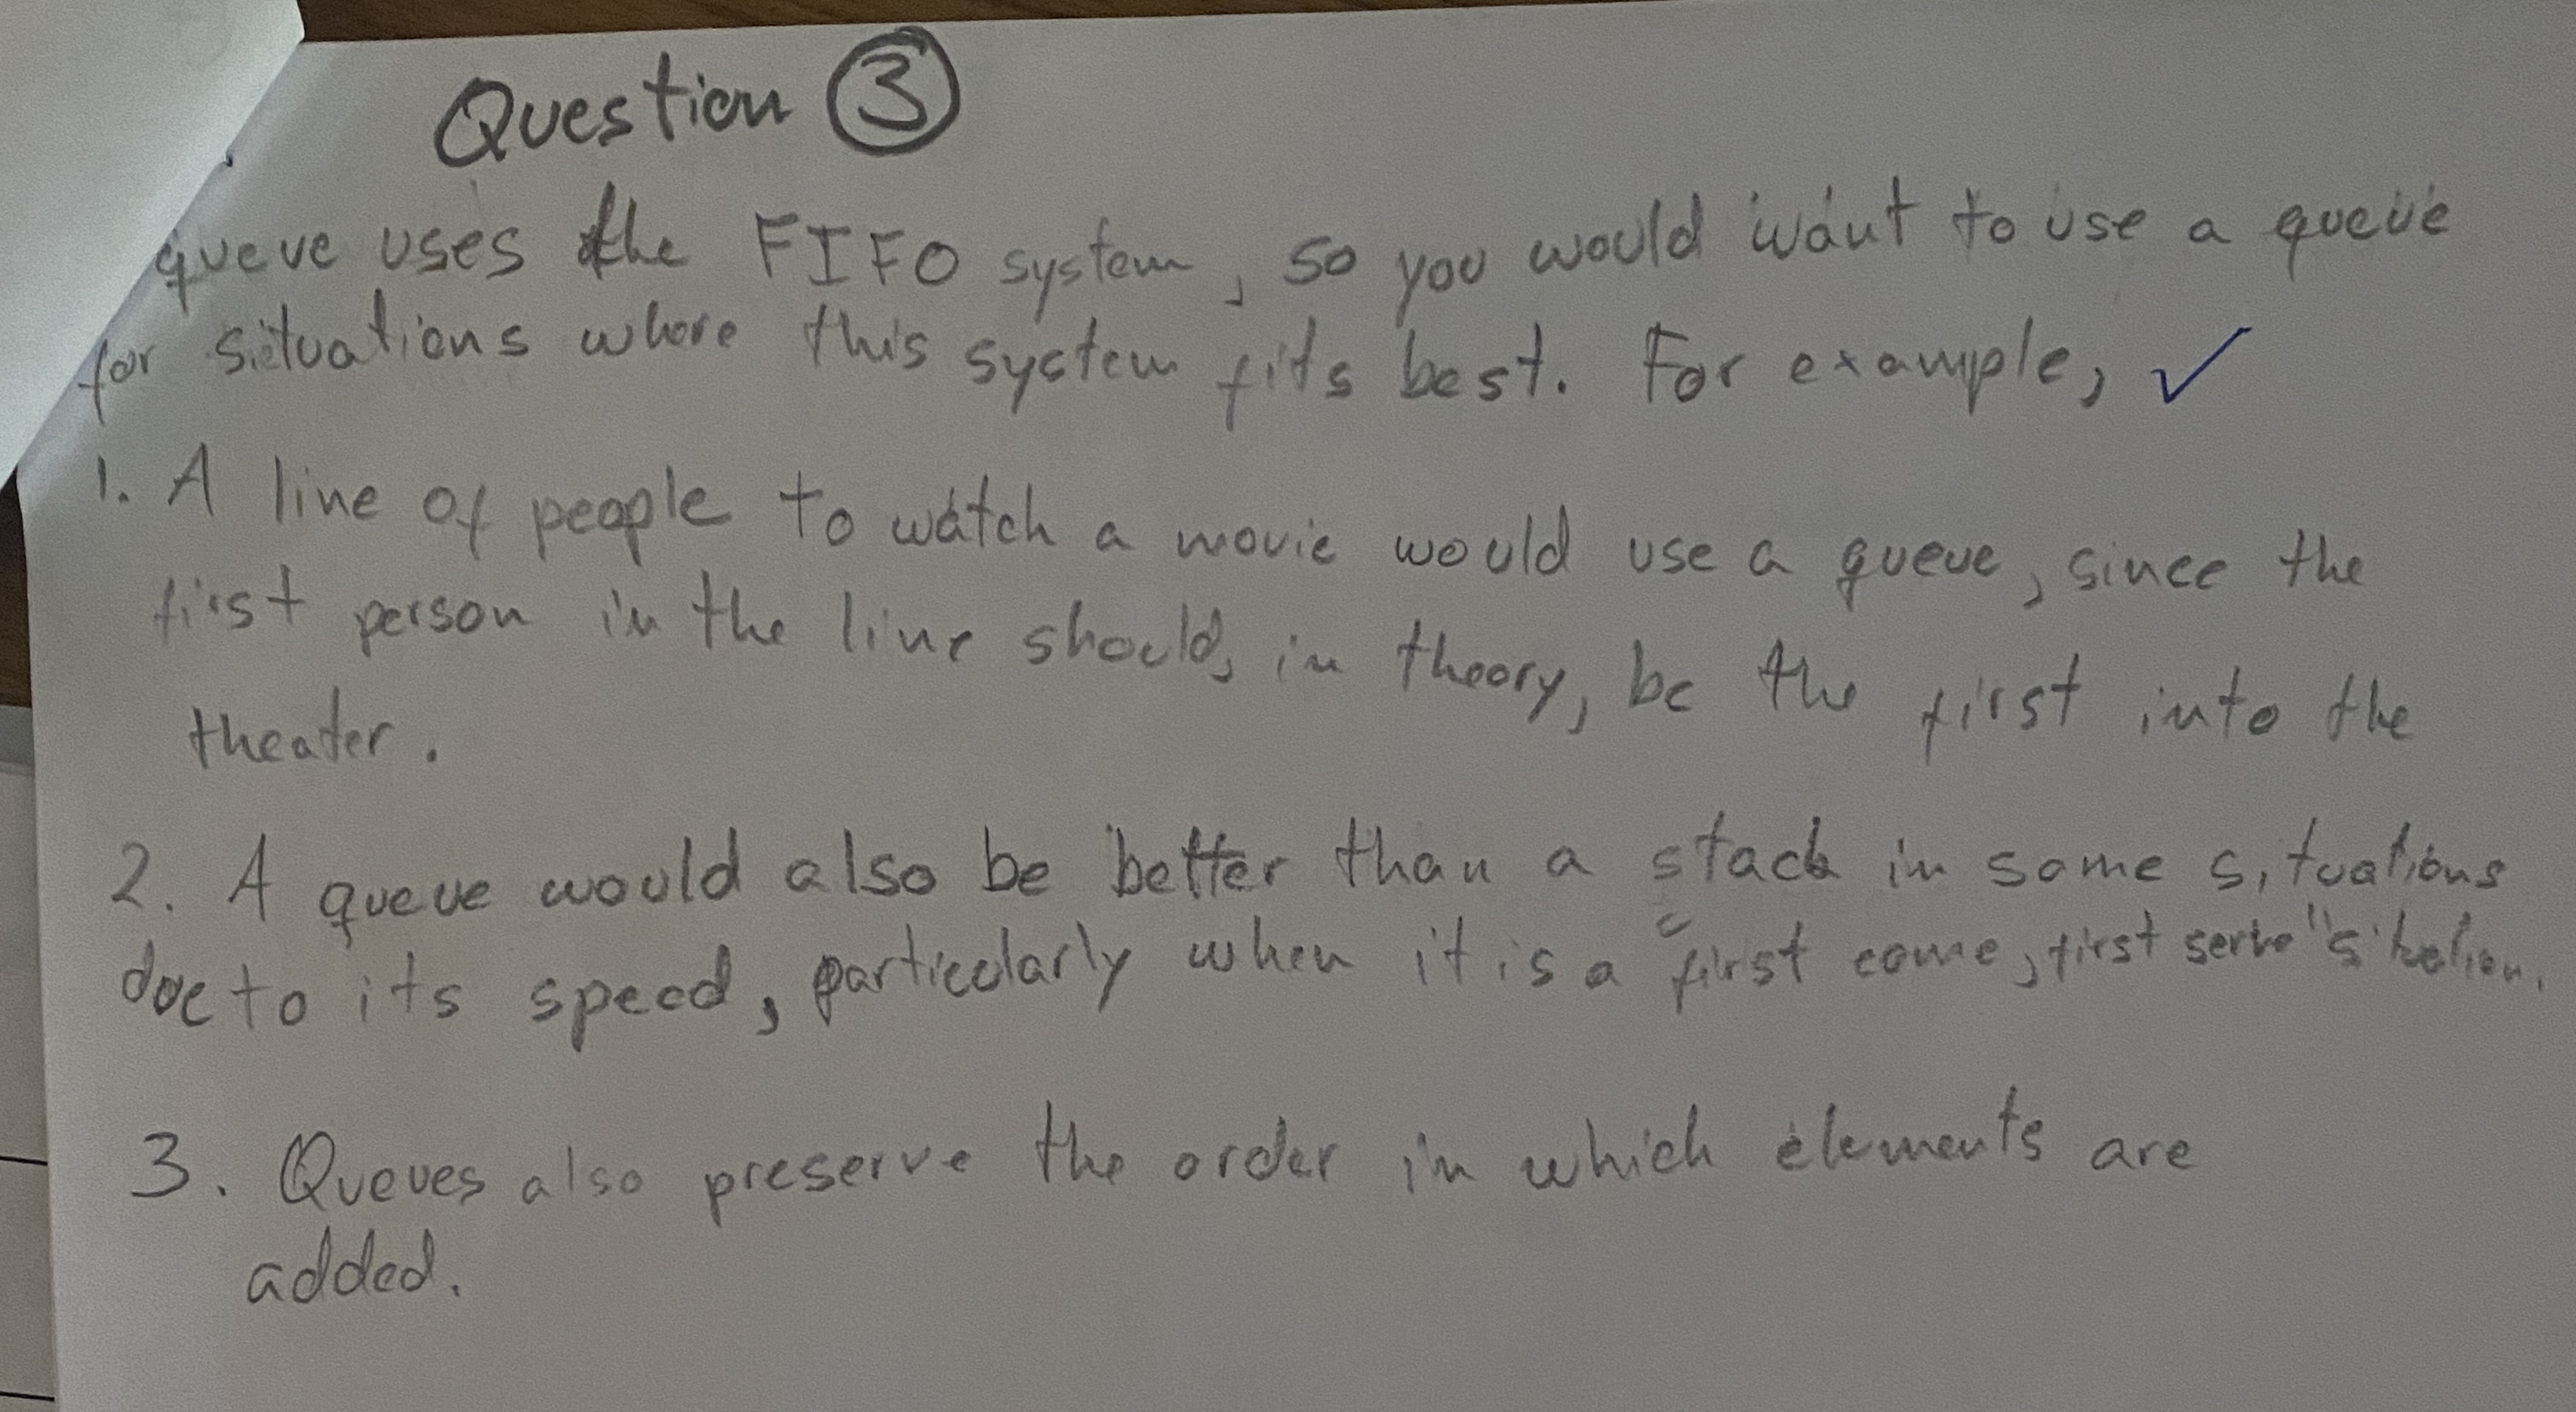 Question 3
queue uses the FIFO system, so you would want to use a queue
for situations where this system fits best. For example, ✓
1. A line of people to watch a movie would use a queue, since the
first person in the line should, in theory, be the first into the
theater.
2. A queue would also be better than a stack in some situations
due to its speed, particularly when it is a "first come, first serve"
3. Queues also preserve the order in which elements are
added.